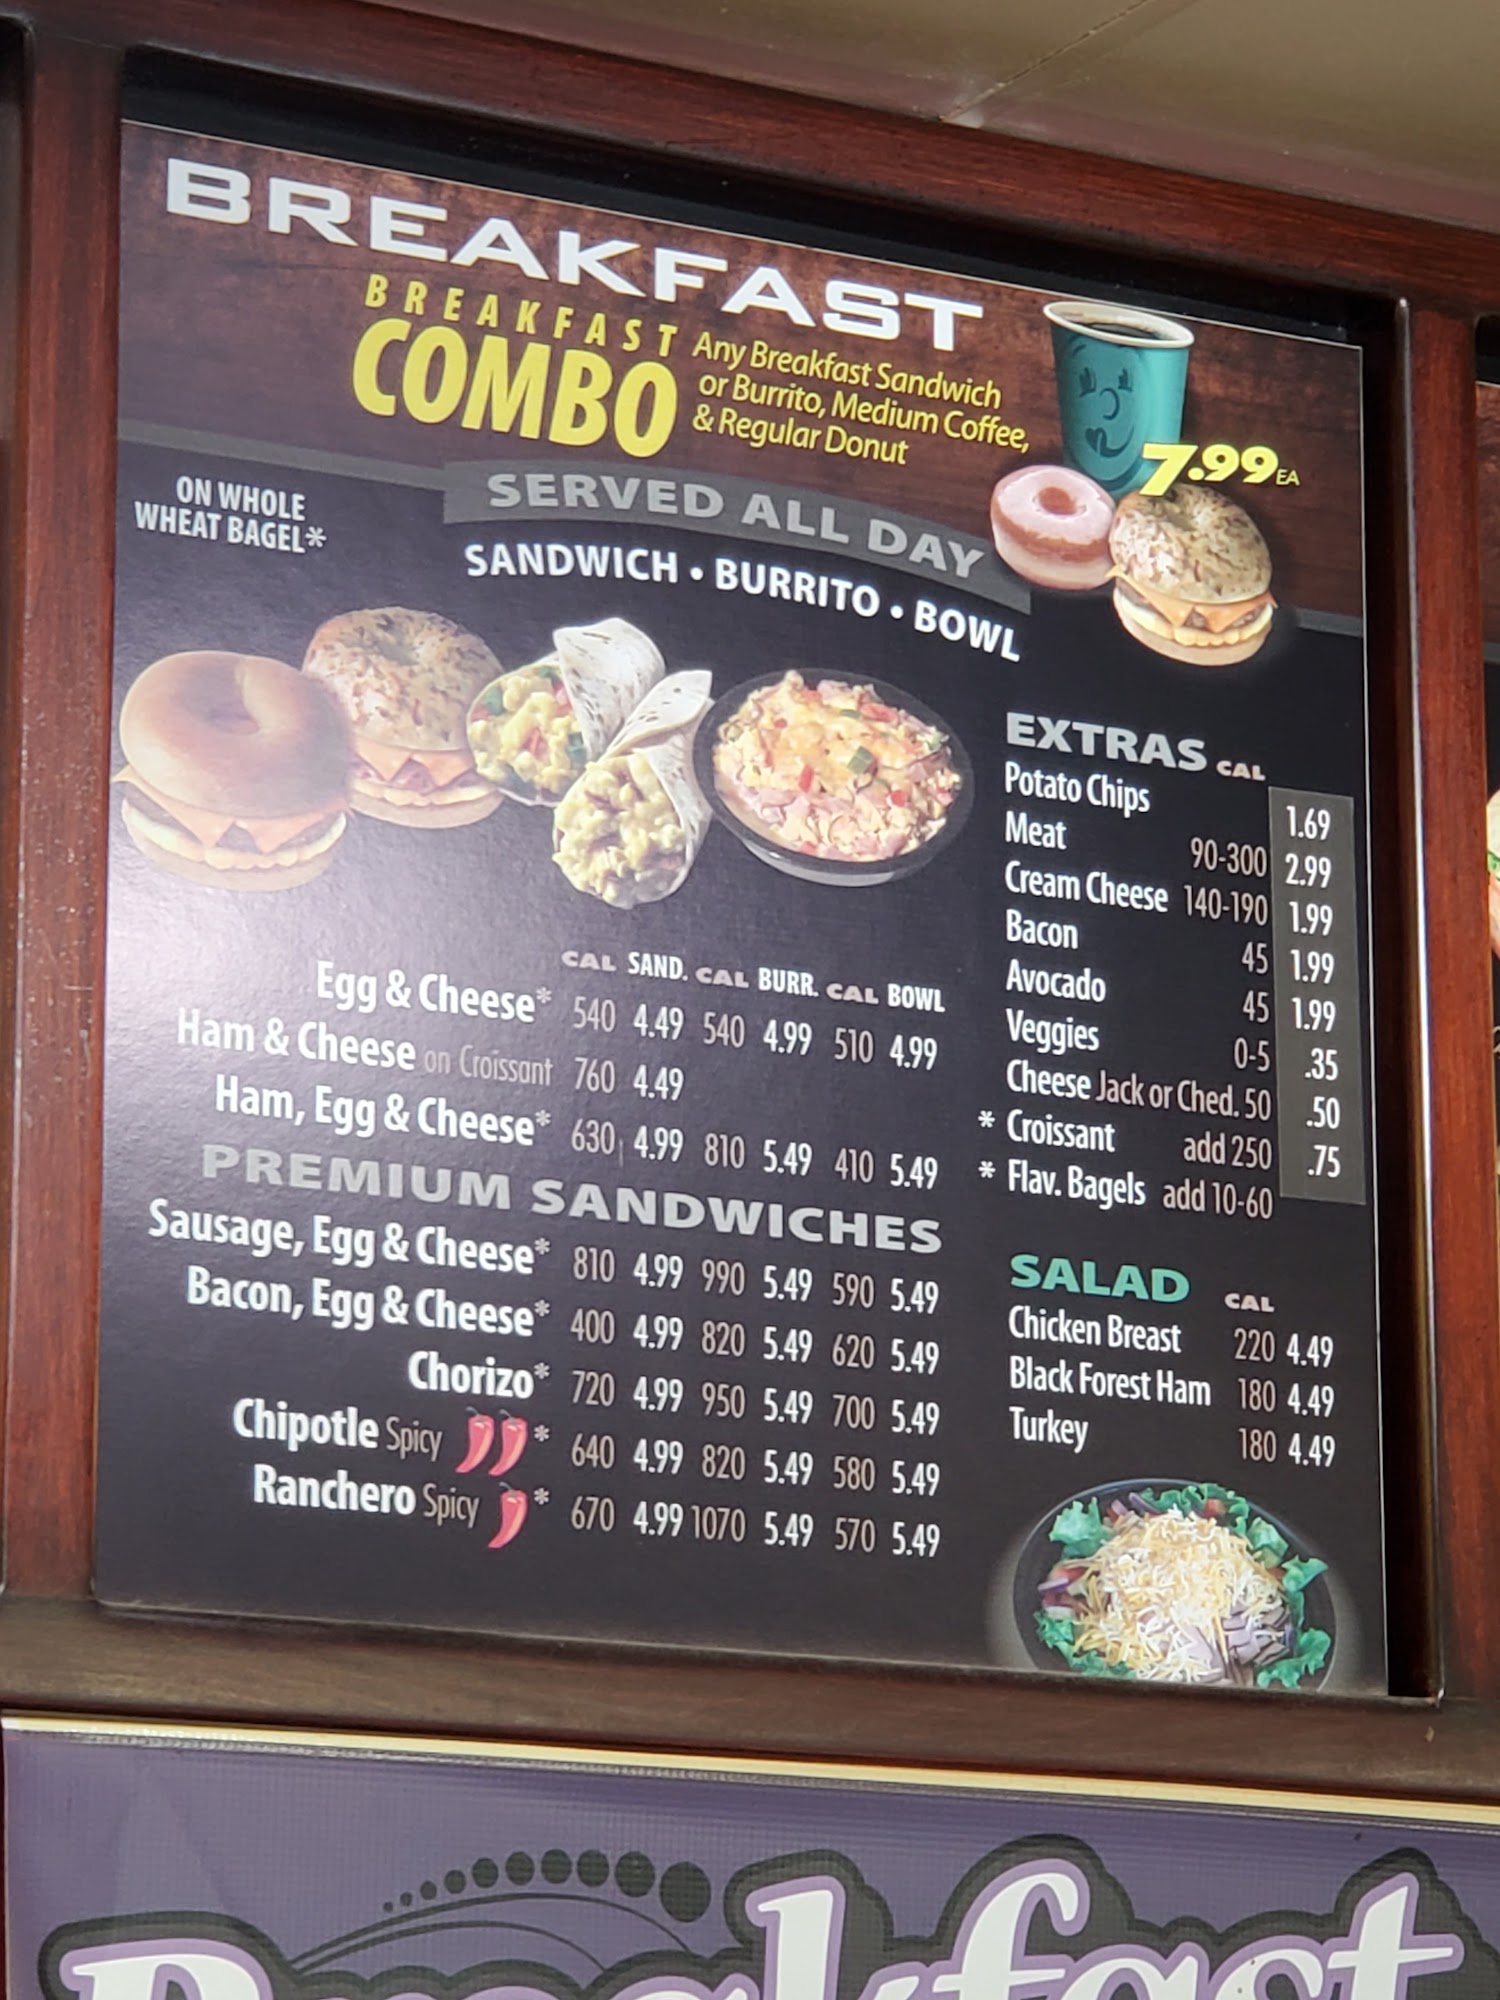 BREAKFAST
BREAKFAST
COMBO
Any Breakfast Sandwich
or Burrito, Medium Coffee,
& Regular Donut
7.99 EA
ON WHOLE
WHEAT BAGEL*
SERVED ALL DAY
SANDWICH • BURRITO • BOWL
CAL SAND. CAL BURR. CAL BOWL
Egg & Cheese* 540 4.49 540 4.99 510 4.99
Ham & Cheese on Croissant 760 4.49
Ham, Egg & Cheese* 630 4.99 810 5.49 410 5.49
PREMIUM SANDWICHES
Sausage, Egg & Cheese* 810 4.99 990 5.49 590 5.49
Bacon, Egg & Cheese* 400 4.99 820 5.49 620 5.49
Chorizo* 720 4.99 950 5.49 700 5.49
Chipotle Spicy * 640 4.99 820 5.49 580 5.49
Ranchero Spicy * 670 4.99 1070 5.49 570 5.49
EXTRAS CAL
Potato Chips 1.69
Meat 90-300 2.99
Cream Cheese 140-190 1.99
Bacon 45 1.99
Avocado 45 1.99
Veggies 0-5 .35
Cheese Jack or Ched. 50 .50
* Croissant add 250 .75
* Flav. Bagels add 10-60
SALAD CAL
Chicken Breast 220 4.49
Black Forest Ham 180 4.49
Turkey 180 4.49
Breakfast